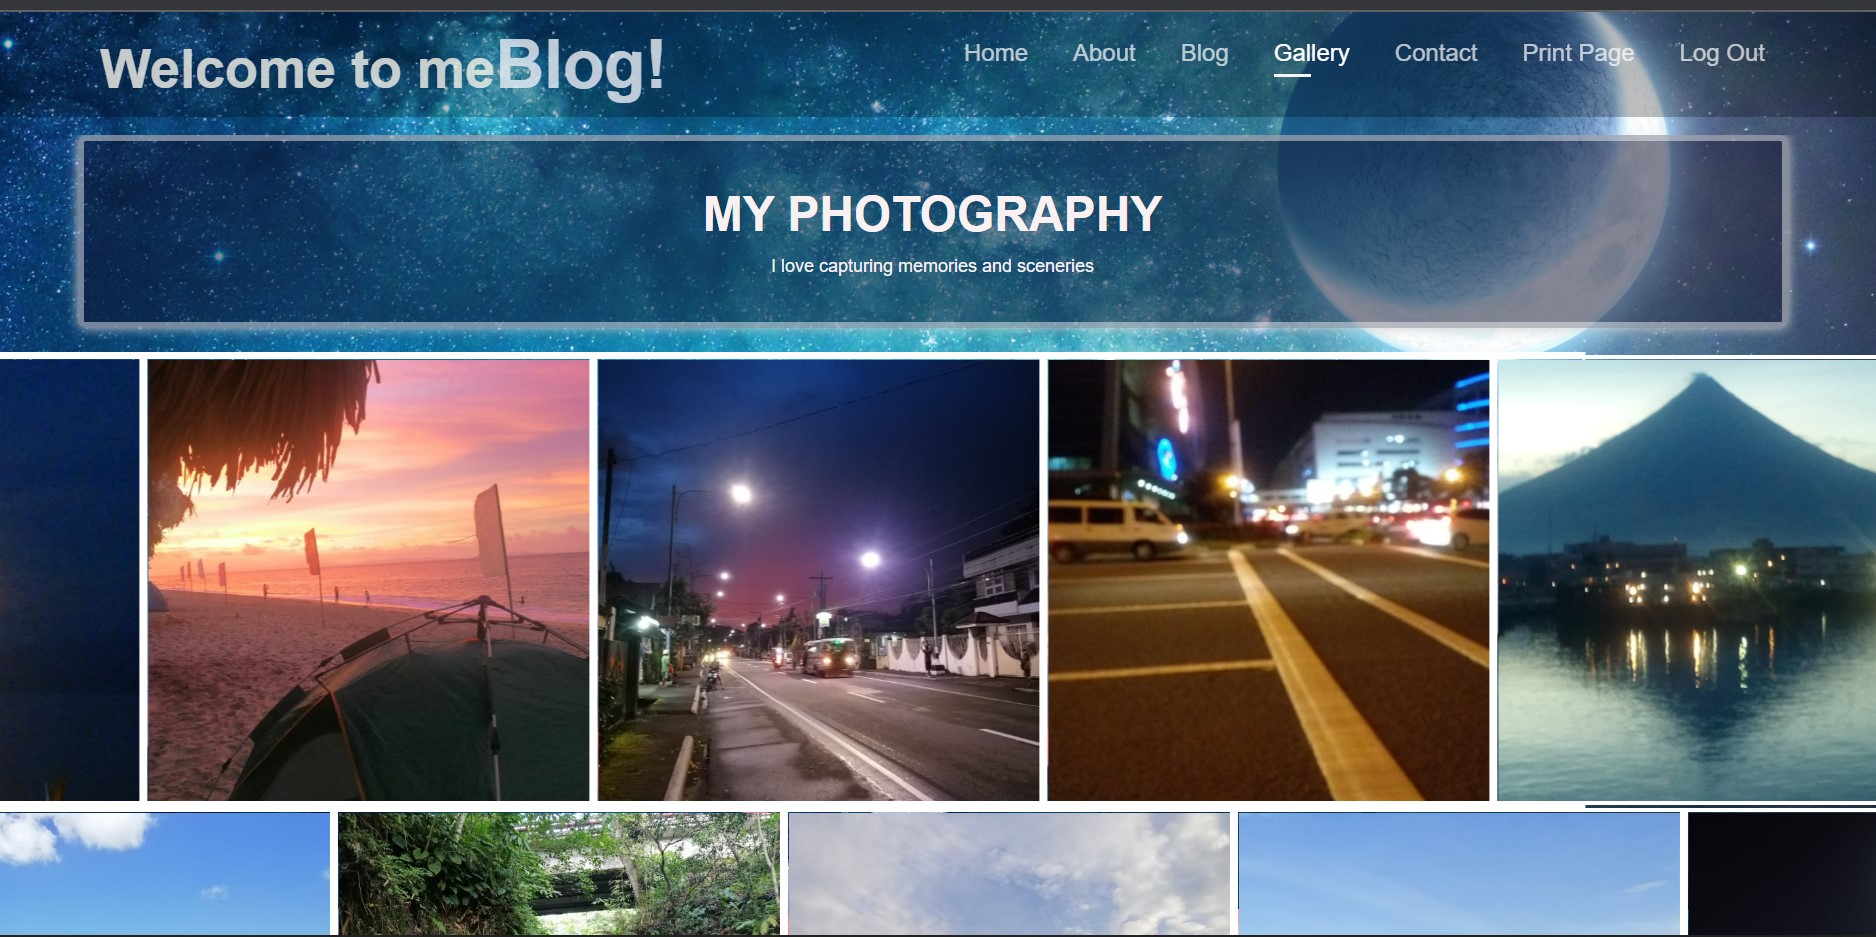 Welcome to meBlog!
Home About Blog Gallery Contact Print Page Log Out
MY PHOTOGRAPHY
I love capturing memories and sceneries